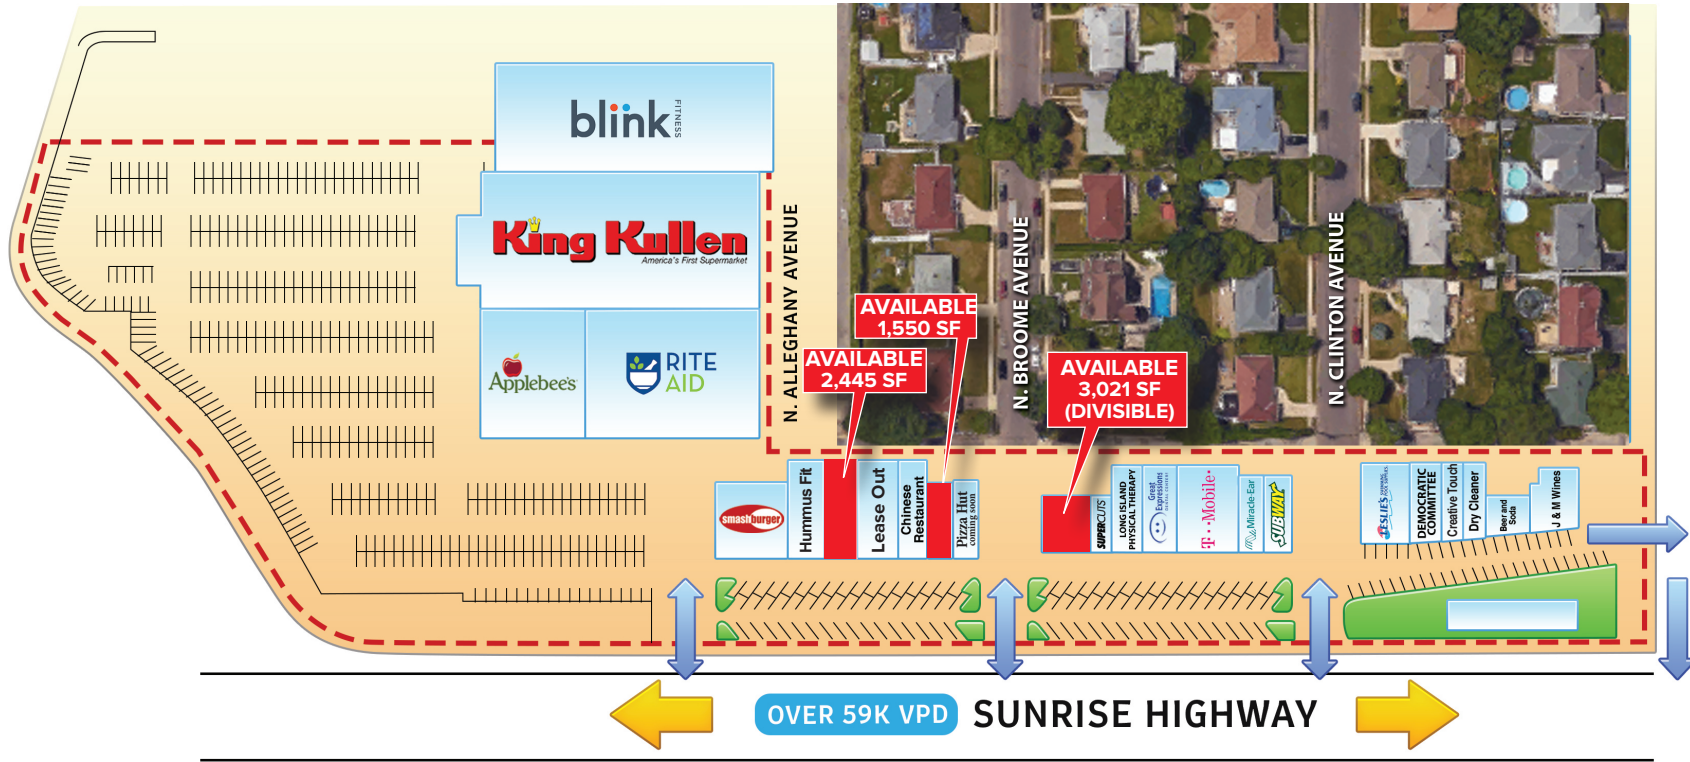 blink
FITNESS
King Kullen
America's First Supermarket
Applebee's
RITE
AID
N. ALLEGHANY AVENUE
N. BROOME AVENUE
N. CLINTON AVENUE
AVAILABLE
1,550 SF
AVAILABLE
2,445 SF
AVAILABLE
3,021 SF
(DIVISIBLE)
smashburger
Hummus Fit
Lease Out
Chinese
Restaurant
Pizza Hut
coming soon
SUPERCUTS
LONG ISLAND
PHYSICAL THERAPY
Great
Expressions
DENTAL CENTERS
T··Mobile·
Miracle-Ear
SUBWAY
LESLIE'S
DEMOCRATIC
COMMITTEE
Creative Touch
Dry Cleaner
Beer and
Soda
J & M Wines
OVER 59K VPD
SUNRISE HIGHWAY